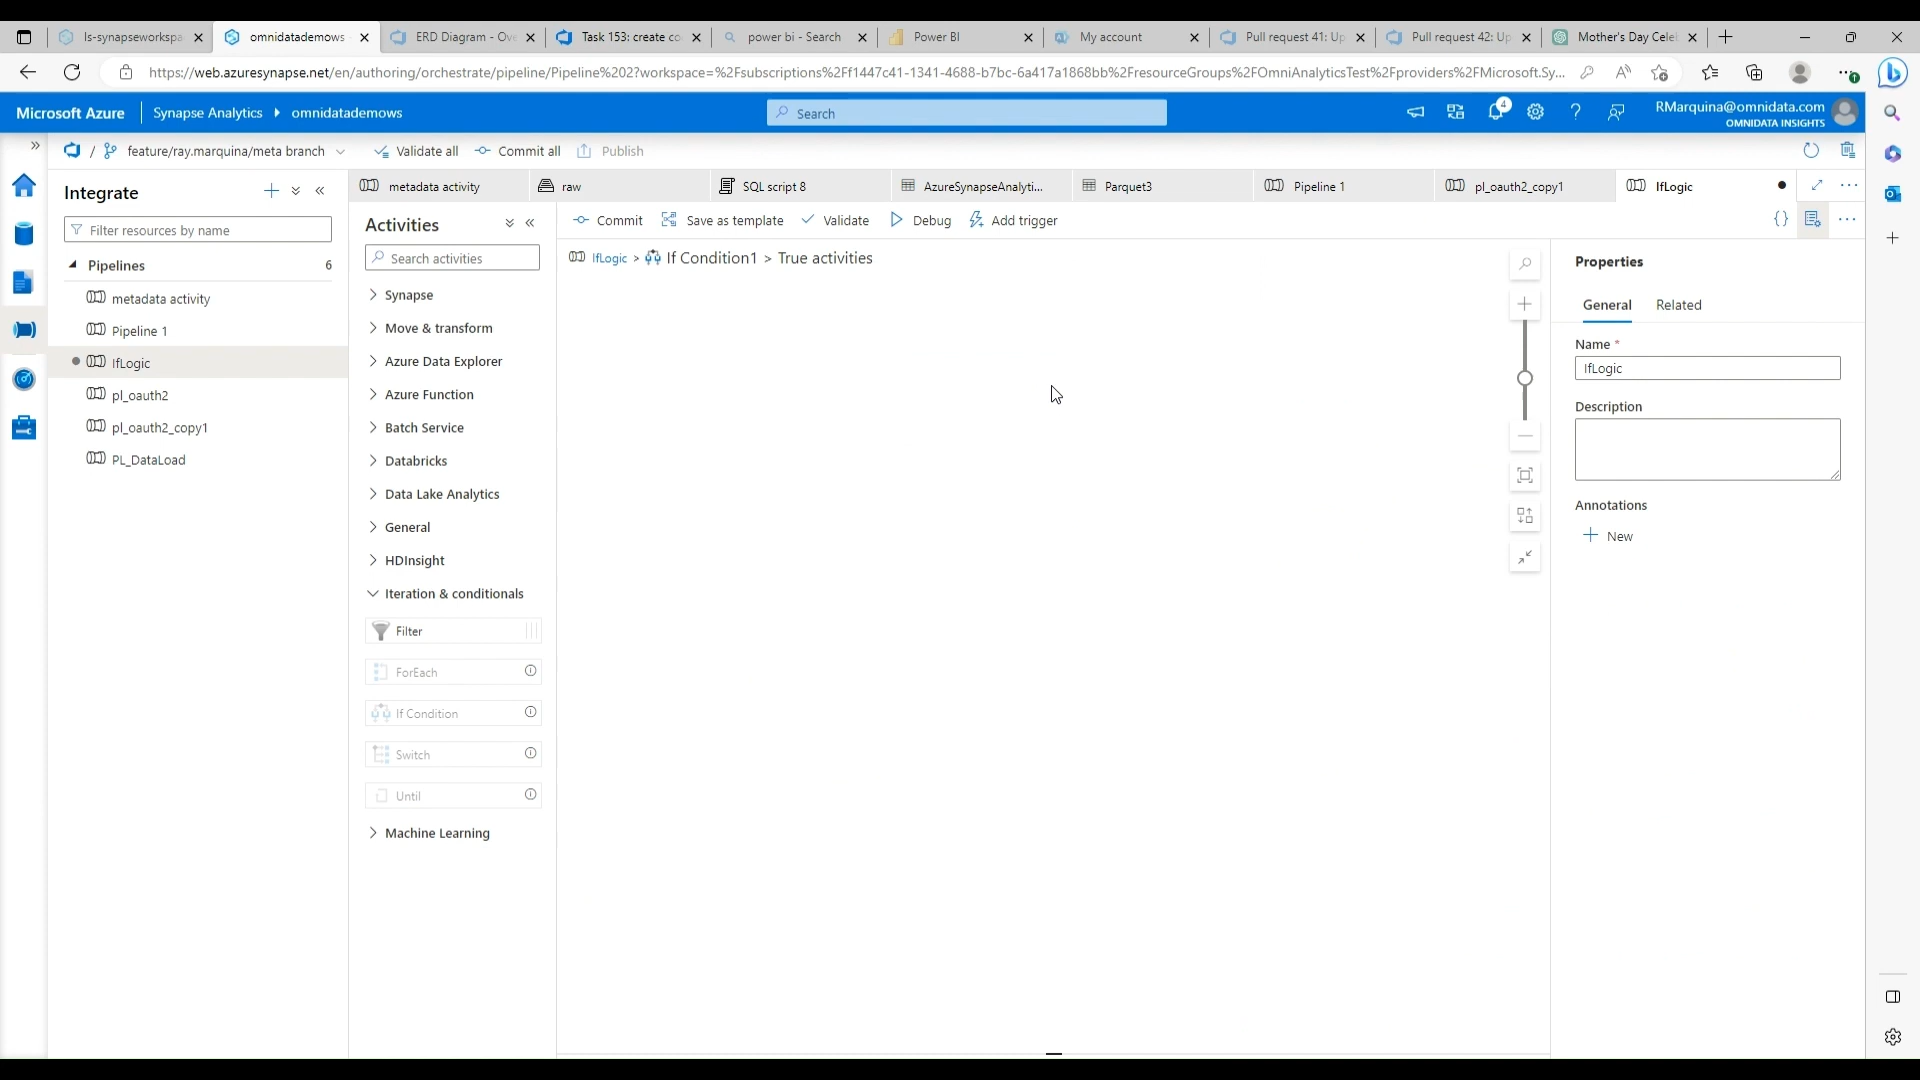 ls-synapseworkspa
omnidatademows
ERD Diagram - Ove
Task 153: create co
power bi - Search
Power BI
My account
Pull request 41: Up
Pull request 42: Up
Mother's Day Celel
https://web.azuresynapse.net/en/authoring/orchestrate/pipeline/Pipeline%202?workspace=%2Fsubscriptions%2Ff1447c41-1341-4688-b7bc-6a417a1868bb%2FresourceGroups%2FOmniAnalyticsTest%2Fproviders%2FMicrosoft.Sy...
Microsoft Azure
Synapse Analytics
omnidatademows
Search
4
RMarquina@omnidata.com
OMNIDATA INSIGHTS
/ feature/ray.marquina/meta branch
Validate all
Commit all
Publish
Integrate
Filter resources by name
Pipelines 6
metadata activity
Pipeline 1
IfLogic
pl_oauth2
pl_oauth2_copy1
PL_DataLoad
metadata activity
raw
SQL script 8
AzureSynapseAnalyti...
Parquet3
Pipeline 1
pl_oauth2_copy1
IfLogic
Activities
Search activities
Synapse
Move & transform
Azure Data Explorer
Azure Function
Batch Service
Databricks
Data Lake Analytics
General
HDInsight
Iteration & conditionals
Filter
ForEach
If Condition
Switch
Until
Machine Learning
Commit
Save as template
Validate
Debug
Add trigger
IfLogic > If Condition1 > True activities
Properties
General
Related
Name *
IfLogic
Description
Annotations
New